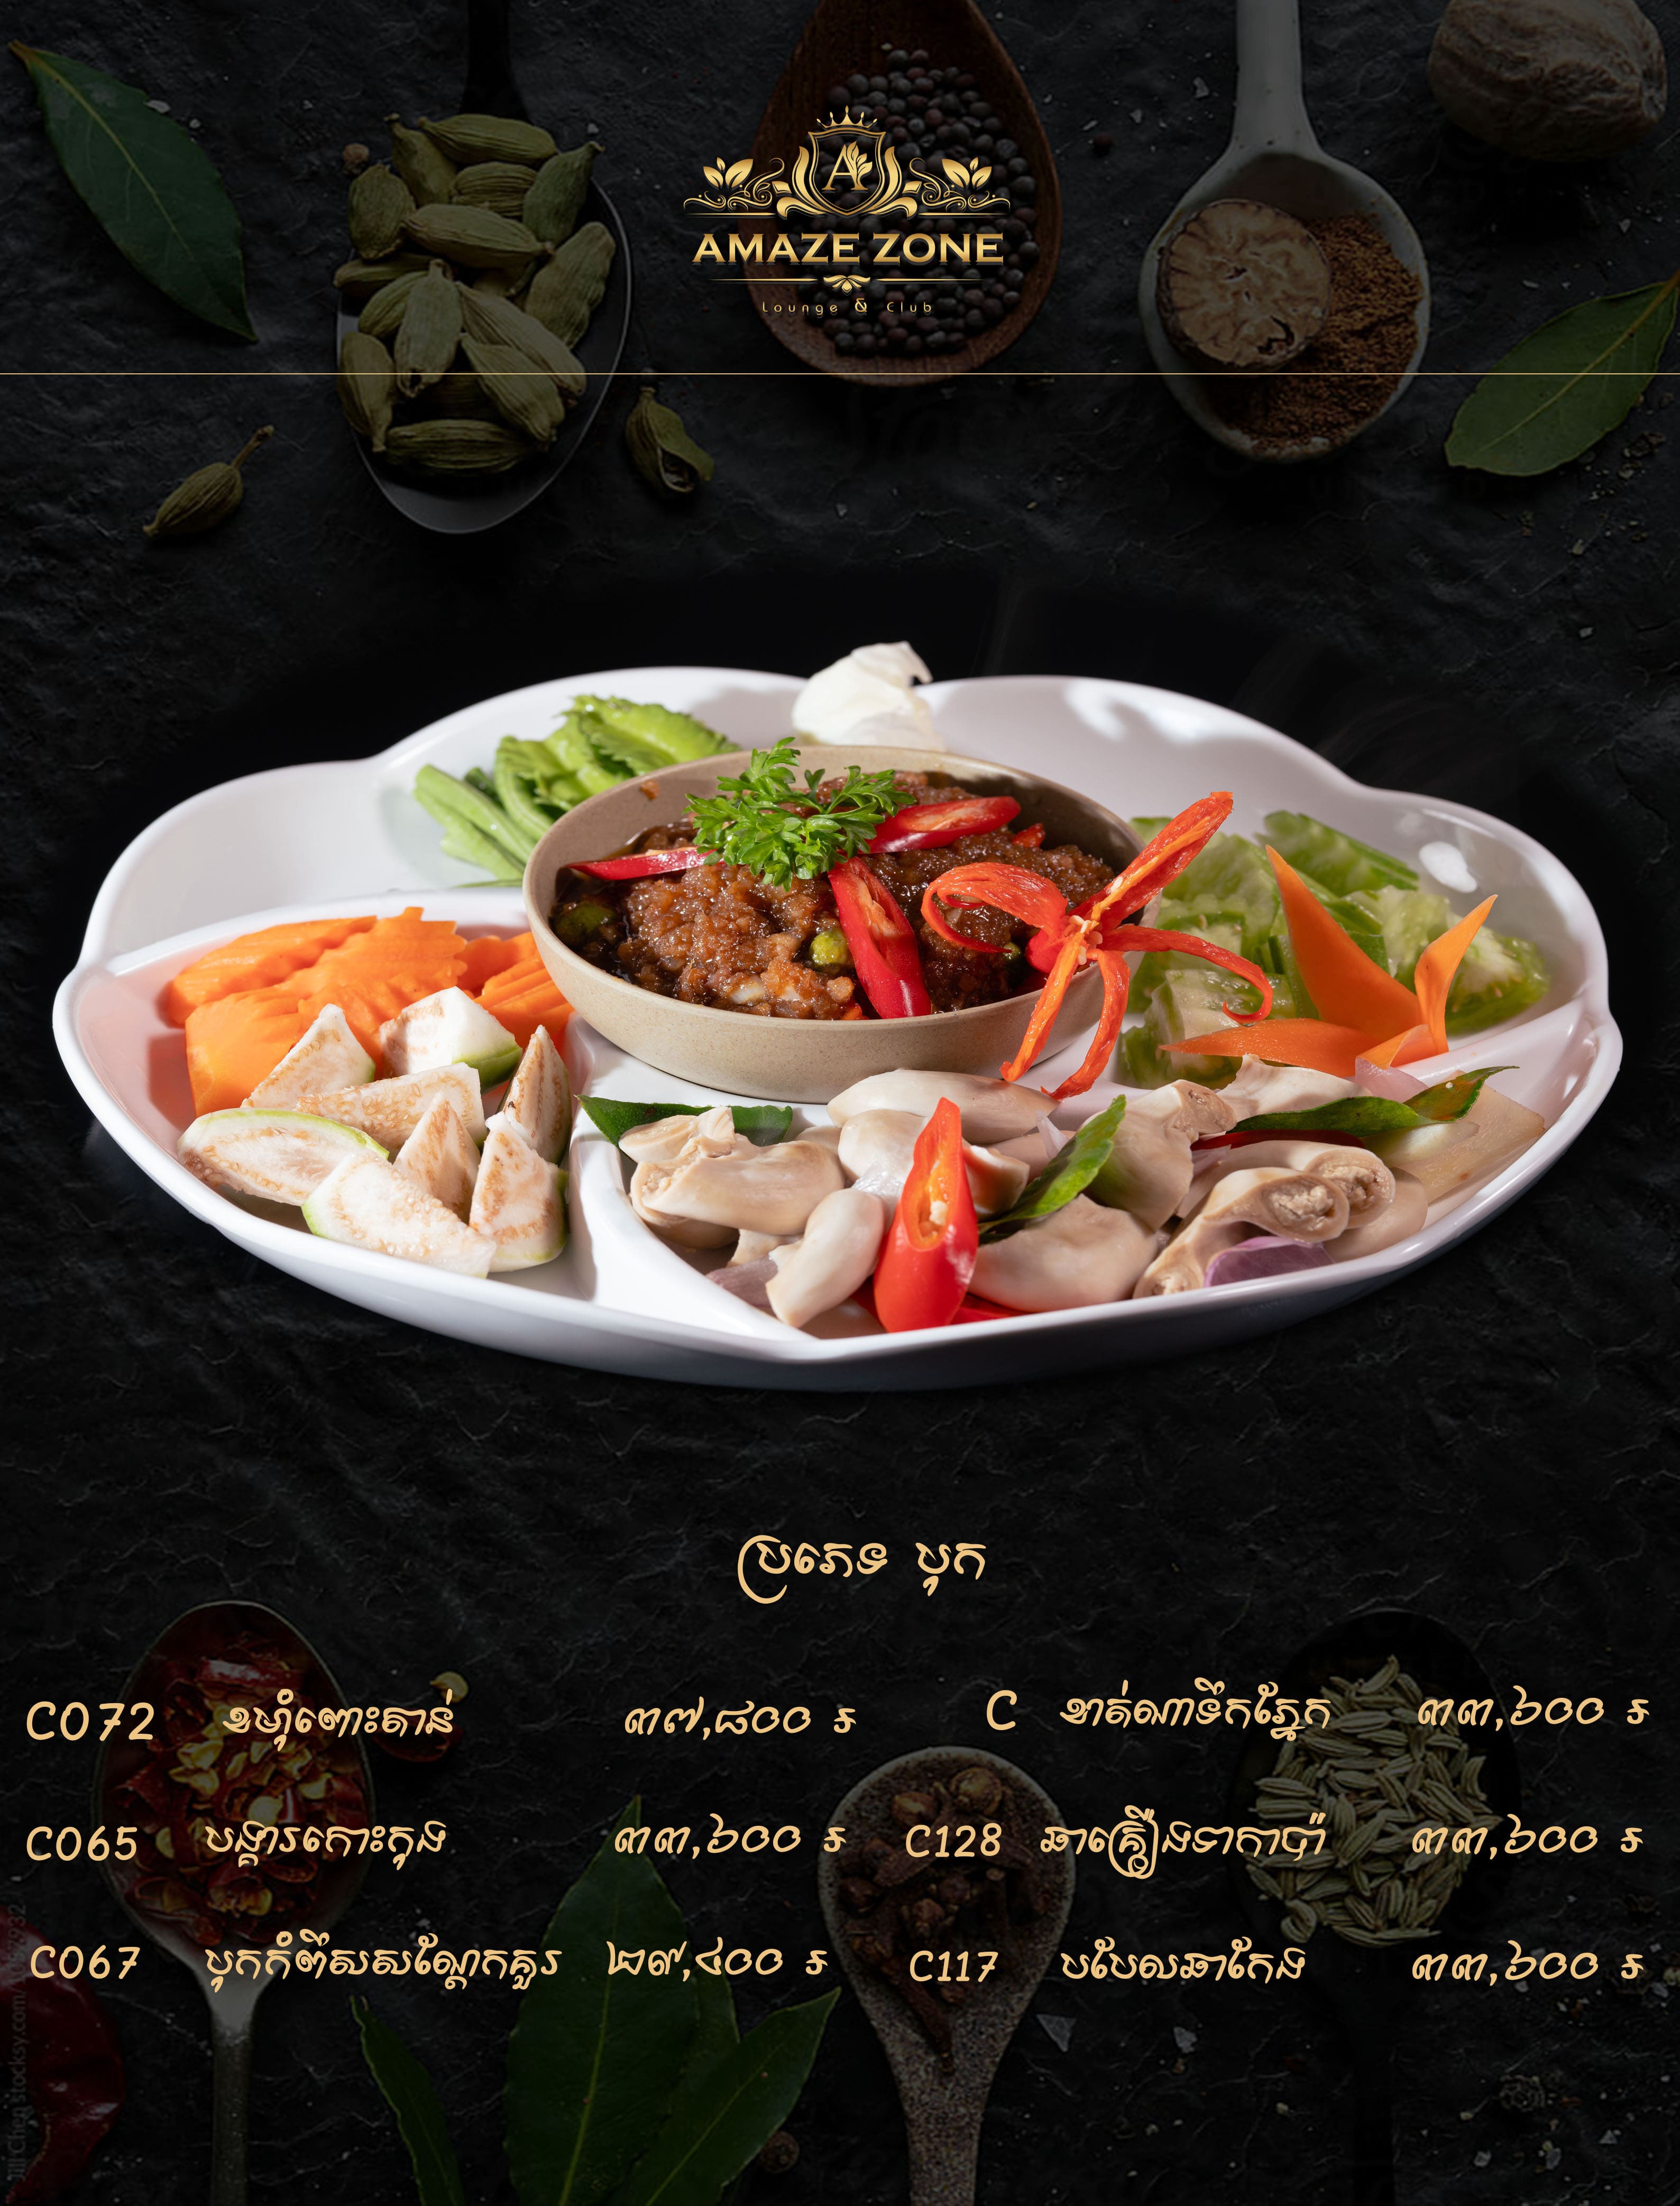 A
AMAZE ZONE
Lounge & Club
ប្រភេទ បុក
C072 ខមាំពោះតាន់ ៣៧,៨០០ ៛ C ខាត់ណាទឹកភ្នែក ៣៣,៦០០ ៛
C065 បង្គារកោះកុង ៣៣,៦០០ ៛ C128 ឆាគ្រឿងទាកាប៉ា ៣៣,៦០០ ៛
C067 បុកកំពឹសសណ្តែកគួរ ២៩,៤០០ ៛ C117 បបែលឆាកែង ៣៣,៦០០ ៛